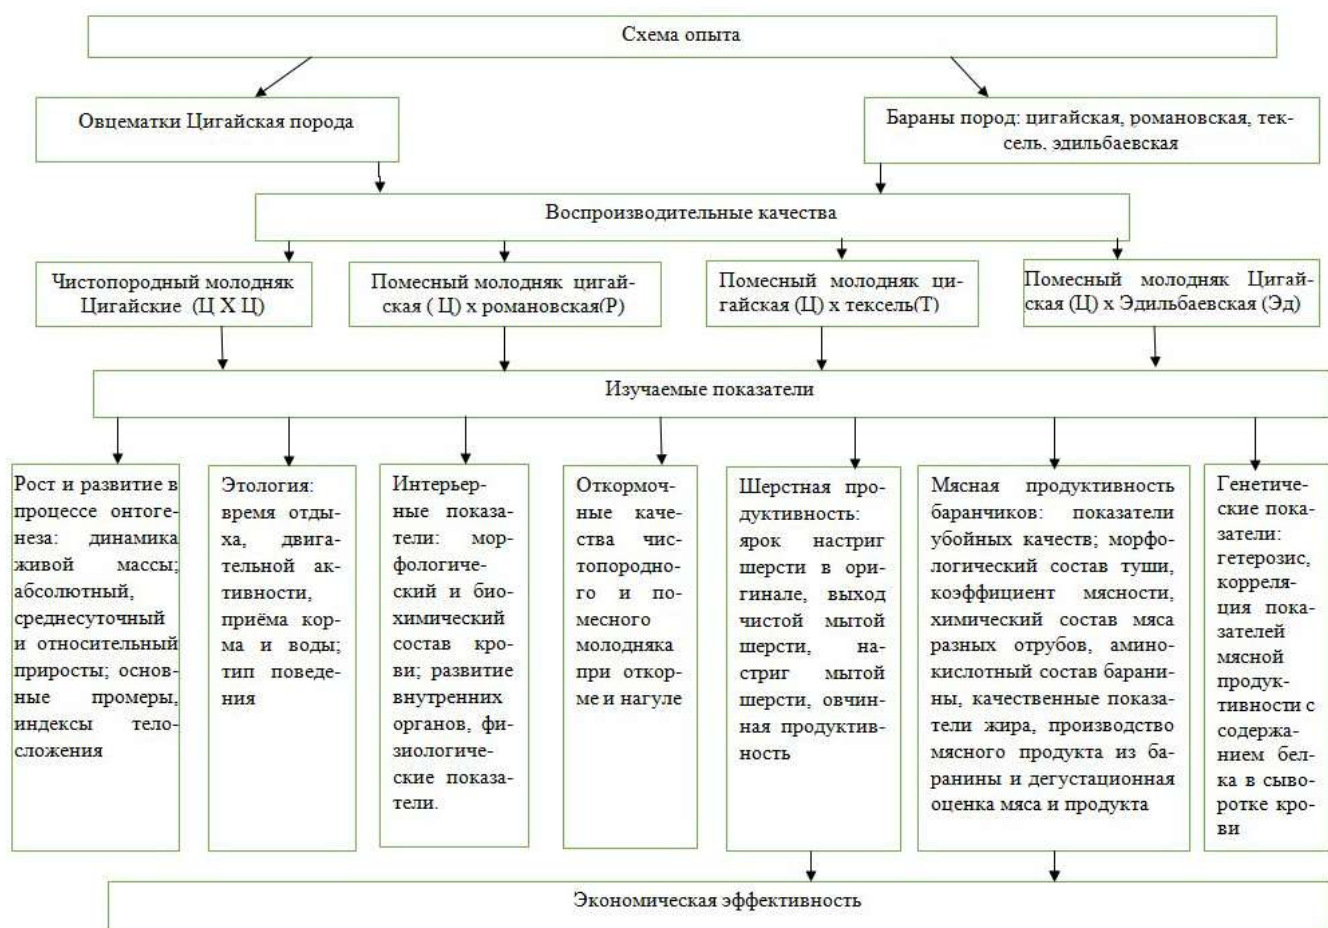 Схема опыта
Овцематки Цигайская порода
Бараны пород: цигайская, романовская, тек-
сель, эдильбаевская
Воспроизводительные качества
Чистопородный молодняк
Цигайские (Ц Х Ц)
Помесный молодняк цигай-
ская ( Ц) х романовская(Р)
Помесный молодняк ци-
гайская (Ц) х тексель(Т)
Помесный молодняк Цигай-
ская (Ц) х Эдильбаевская (Эд)
Изучаемые показатели
Рост и развитие в
процессе онтоге-
неза: динамика
живой массы;
абсолютный,
среднесуточный
и относительный
приросты; основ-
ные промеры,
индексы тело-
сложения
Этология:
время отды-
ха, двига-
тельной ак-
тивности,
приёма кор-
ма и воды;
тип поведе-
ния
Интерьер-
ные показа-
тели: мор-
фологичес-
кий и био-
химический
состав кро-
ви; развитие
внутренних
органов, фи-
зиологиче-
ские показа-
тели.
Откормоч-
ные каче-
ства чис-
топородно-
го и по-
месного
молодняка
при откор-
ме и нагуле
Шерстная про-
дуктивность:
ярок настриг
шерсти в ори-
гинале, выход
чистой мытой
шерсти, на-
стриг мытой
шерсти, овчин-
ная продуктив-
ность
Мясная продуктивность
баранчиков: показатели
убойных качеств; морфо-
логический состав туши,
коэффициент мясности,
химический состав мяса
разных отрубов, амино-
кислотный состав барани-
ны, качественные показа-
тели жира, производство
мясного продукта из ба-
ранины и дегустационная
оценка мяса и продукта
Генетиче-
ские пока-
затели:
гетерозис,
корреля-
ция пока-
зателей
мясной
продук-
тивности с
содержа-
нием бел-
ка в сыво-
ротке кро-
ви
Экономическая эффективность